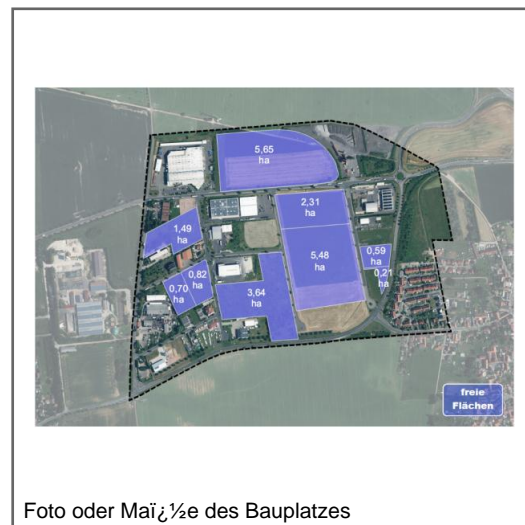 5,65
ha
2,31
ha
1,49
ha
5,48
ha
0,59
ha
0,82
ha
0,21
ha
0,70
ha
3,64
ha
freie
Flächen
Foto oder Maï¿½e des Bauplatzes